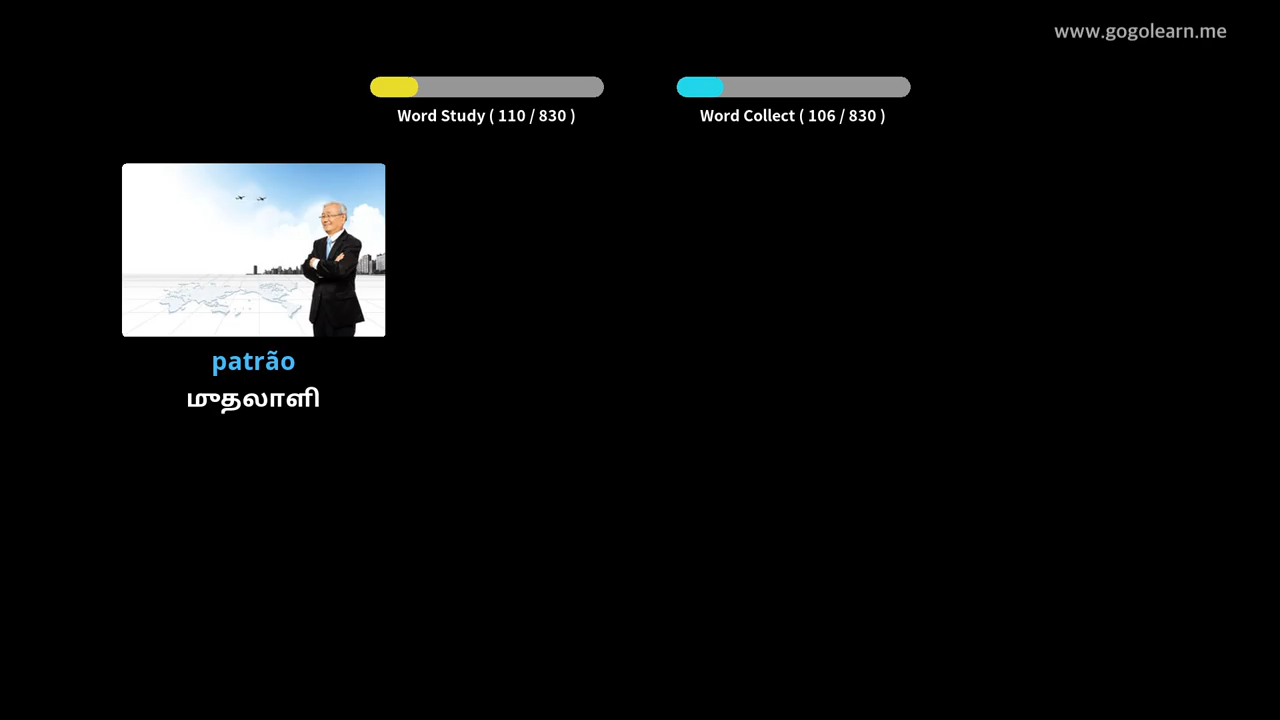 www.gogolearn.me
Word Study ( 110 / 830 )
Word Collect ( 106 / 830 )
patrão
முதலாளி